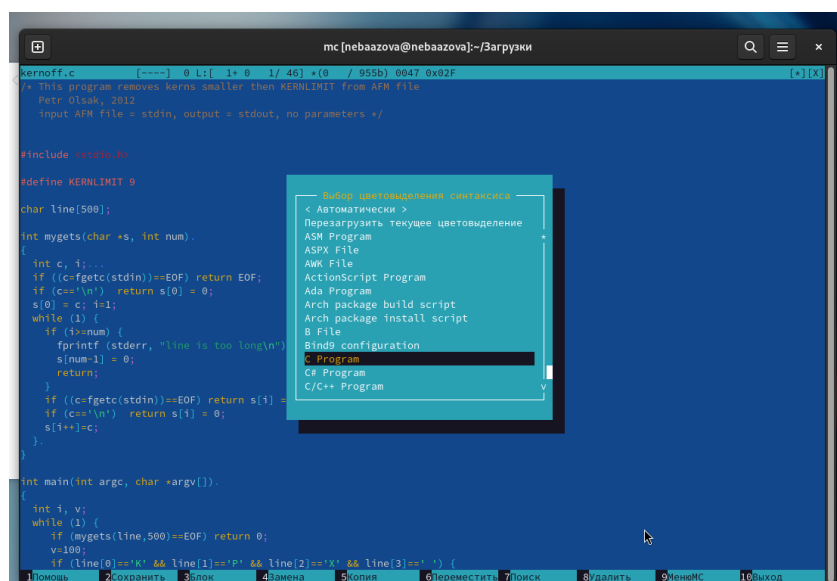 mc [nebaazova@nebaazova]:~/Загрузки
kernoff.c [----] 0 L:[ 1+ 0 1/ 46] *(0 / 955b) 0047 0x02F [*][X]
/* This program removes kerns smaller then KERNLIMIT from AFM file
Petr Olsak, 2012
input AFM file = stdin, output = stdout, no parameters */
#include <stdio.h>
#define KERNLIMIT 9
char line[500];
int mygets(char *s, int num).
{
int c, i;...
if ((c=fgetc(stdin))==EOF) return EOF;
if (c=='\n') return s[0] = 0;
s[0] = c; i=1;
while (1) {
if (i>=num) {
fprintf (stderr, "line is too long\n")
s[num-1] = 0;
return;
}
if ((c=fgetc(stdin))==EOF) return s[i] =
if (c=='\n') return s[i] = 0;
s[i++]=c;
}.
}
int main(int argc, char *argv[]).
{
int i, v;
while (1) {
if (mygets(line,500)==EOF) return 0;
v=100;
if (line[0]=='K' && line[1]=='P' && line[2]=='X' && line[3]==' ') {
Выбор цветовыделения синтаксиса
< Автоматически >
Перезагрузить текущее цветовыделение
ASM Program
ASPX File
AWK File
ActionScript Program
Ada Program
Arch package build script
Arch package install script
B File
Bind9 configuration
C Program
C# Program
C/C++ Program
1Помощь 2Сохранить 3Блок 4Замена 5Копия 6Переместить 7Поиск 8Удалить 9МенюMC 10Выход